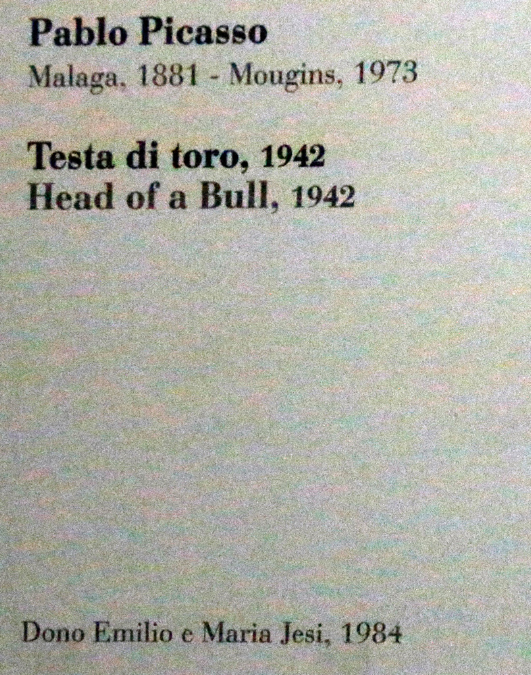 Pablo Picasso
Malaga, 1881 - Mougins, 1973
Testa di toro, 1942
Head of a Bull, 1942
Dono Emilio e Maria Jesi, 1984